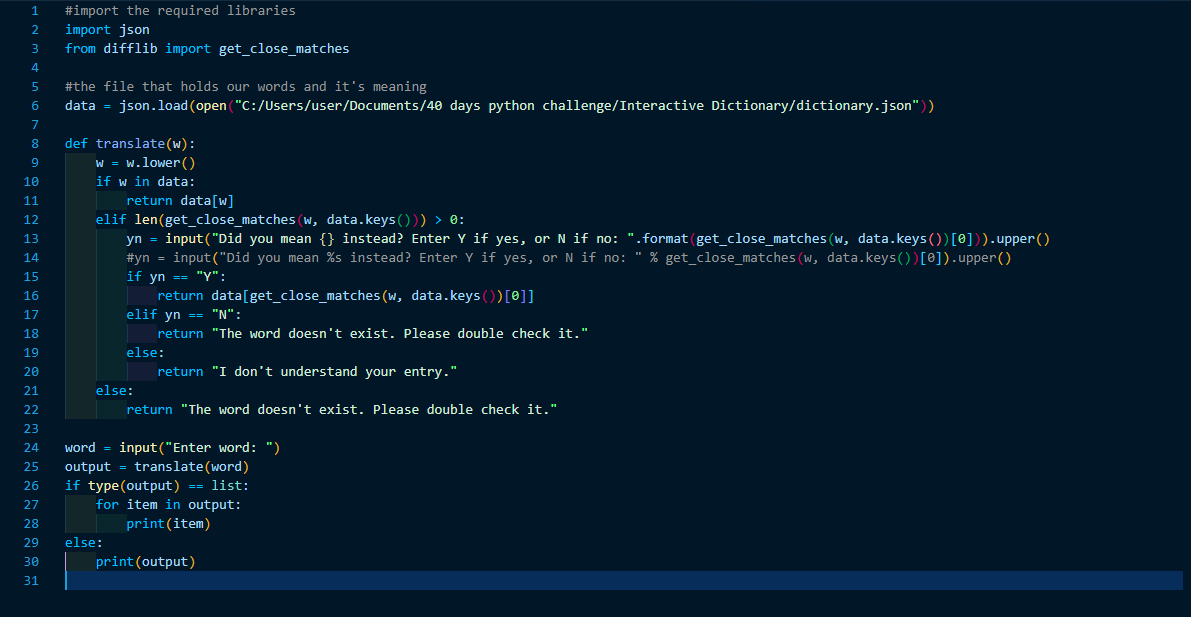 1 #import the required libraries
2 import json
3 from difflib import get_close_matches
4
5 #the file that holds our words and it's meaning
6 data = json.load(open("C:/Users/user/Documents/40 days python challenge/Interactive Dictionary/dictionary.json"))
7
8 def translate(w):
9     w = w.lower()
10     if w in data:
11         return data[w]
12     elif len(get_close_matches(w, data.keys())) > 0:
13         yn = input("Did you mean {} instead? Enter Y if yes, or N if no: ".format(get_close_matches(w, data.keys())[0])).upper()
14         #yn = input("Did you mean %s instead? Enter Y if yes, or N if no: " % get_close_matches(w, data.keys())[0]).upper()
15         if yn == "Y":
16             return data[get_close_matches(w, data.keys())[0]]
17         elif yn == "N":
18             return "The word doesn't exist. Please double check it."
19         else:
20             return "I don't understand your entry."
21     else:
22         return "The word doesn't exist. Please double check it."
23
24 word = input("Enter word: ")
25 output = translate(word)
26 if type(output) == list:
27     for item in output:
28         print(item)
29 else:
30     print(output)
31